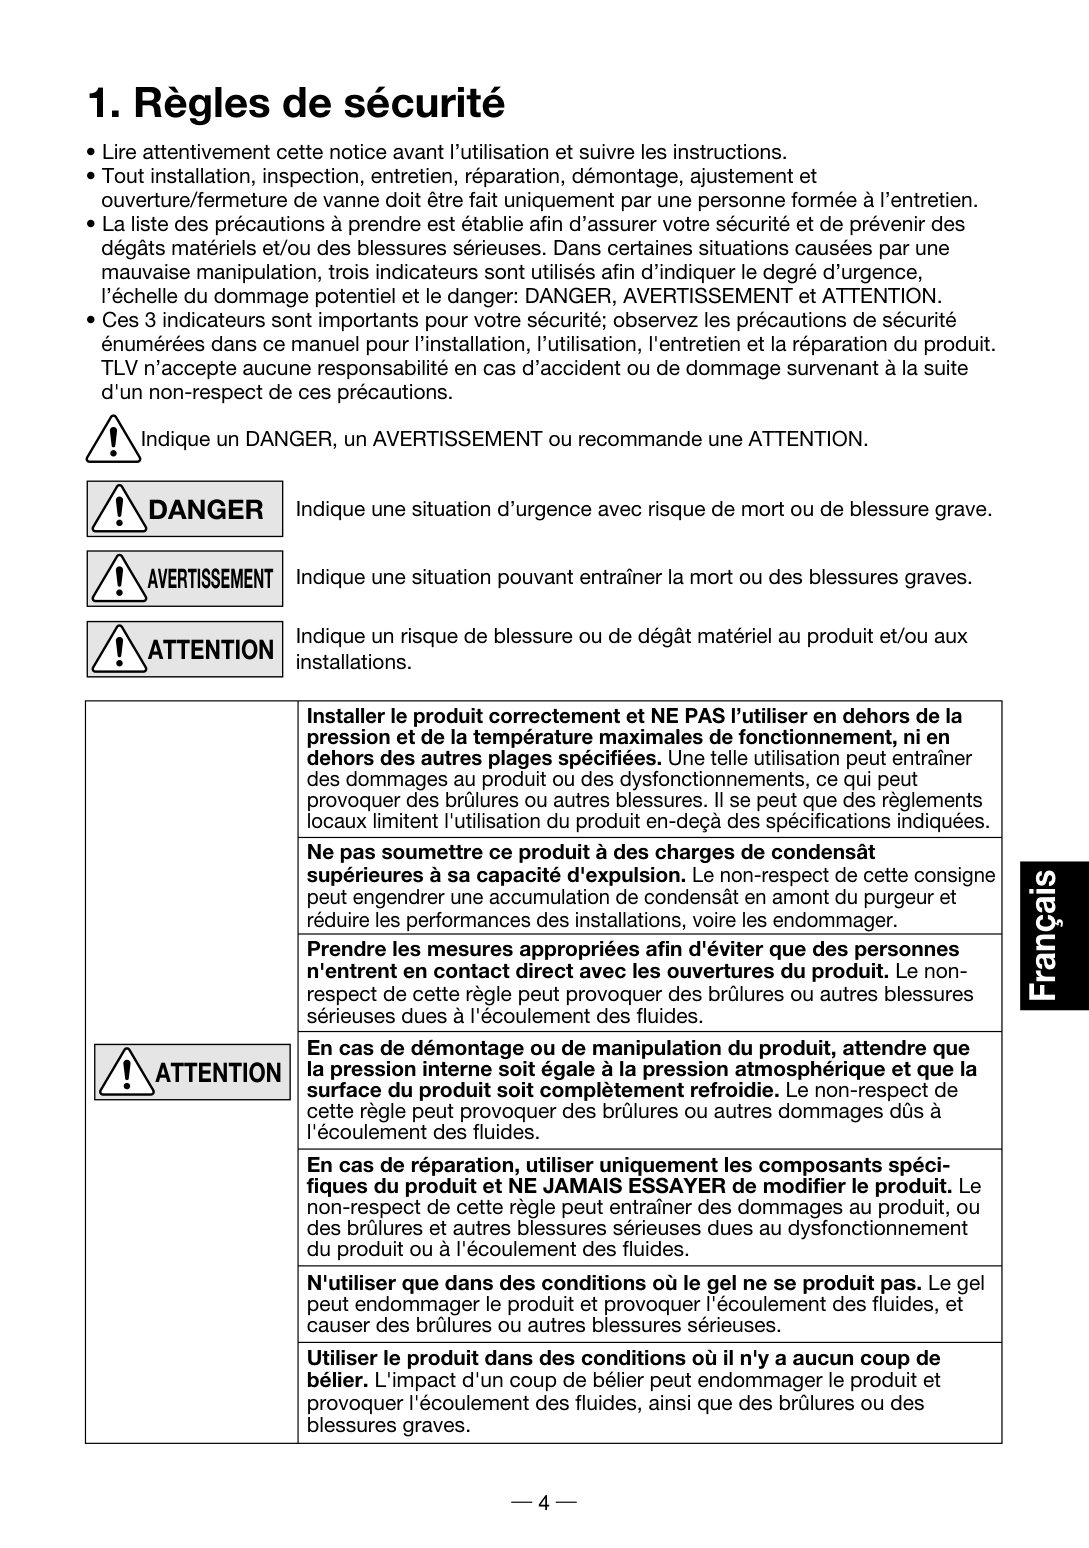 1. Règles de sécurité
• Lire attentivement cette notice avant l’utilisation et suivre les instructions.
• Tout installation, inspection, entretien, réparation, démontage, ajustement et
ouverture/fermeture de vanne doit être fait uniquement par une personne formée à l’entretien.
• La liste des précautions à prendre est établie afin d’assurer votre sécurité et de prévenir des
dégâts matériels et/ou des blessures sérieuses. Dans certaines situations causées par une
mauvaise manipulation, trois indicateurs sont utilisés afin d’indiquer le degré d’urgence,
l’échelle du dommage potentiel et le danger: DANGER, AVERTISSEMENT et ATTENTION.
• Ces 3 indicateurs sont importants pour votre sécurité; observez les précautions de sécurité
énumérées dans ce manuel pour l’installation, l’utilisation, l'entretien et la réparation du produit.
TLV n’accepte aucune responsabilité en cas d’accident ou de dommage survenant à la suite
d'un non-respect de ces précautions.
Indique un DANGER, un AVERTISSEMENT ou recommande une ATTENTION.
DANGER Indique une situation d’urgence avec risque de mort ou de blessure grave.
AVERTISSEMENT Indique une situation pouvant entraîner la mort ou des blessures graves.
ATTENTION Indique un risque de blessure ou de dégât matériel au produit et/ou aux
installations.
Installer le produit correctement et NE PAS l’utiliser en dehors de la
pression et de la température maximales de fonctionnement, ni en
dehors des autres plages spécifiées. Une telle utilisation peut entraîner
des dommages au produit ou des dysfonctionnements, ce qui peut
provoquer des brûlures ou autres blessures. Il se peut que des règlements
locaux limitent l'utilisation du produit en-deçà des spécifications indiquées.
Ne pas soumettre ce produit à des charges de condensât
supérieures à sa capacité d'expulsion. Le non-respect de cette consigne
peut engendrer une accumulation de condensât en amont du purgeur et
réduire les performances des installations, voire les endommager.
Prendre les mesures appropriées afin d'éviter que des personnes
n'entrent en contact direct avec les ouvertures du produit. Le non-
respect de cette règle peut provoquer des brûlures ou autres blessures
sérieuses dues à l'écoulement des fluides.
ATTENTION
En cas de démontage ou de manipulation du produit, attendre que
la pression interne soit égale à la pression atmosphérique et que la
surface du produit soit complètement refroidie. Le non-respect de
cette règle peut provoquer des brûlures ou autres dommages dûs à
l'écoulement des fluides.
En cas de réparation, utiliser uniquement les composants spéci-
fiques du produit et NE JAMAIS ESSAYER de modifier le produit. Le
non-respect de cette règle peut entraîner des dommages au produit, ou
des brûlures et autres blessures sérieuses dues au dysfonctionnement
du produit ou à l'écoulement des fluides.
N'utiliser que dans des conditions où le gel ne se produit pas. Le gel
peut endommager le produit et provoquer l'écoulement des fluides, et
causer des brûlures ou autres blessures sérieuses.
Utiliser le produit dans des conditions où il n'y a aucun coup de
bélier. L'impact d'un coup de bélier peut endommager le produit et
provoquer l'écoulement des fluides, ainsi que des brûlures ou des
blessures graves.
Français
— 4 —